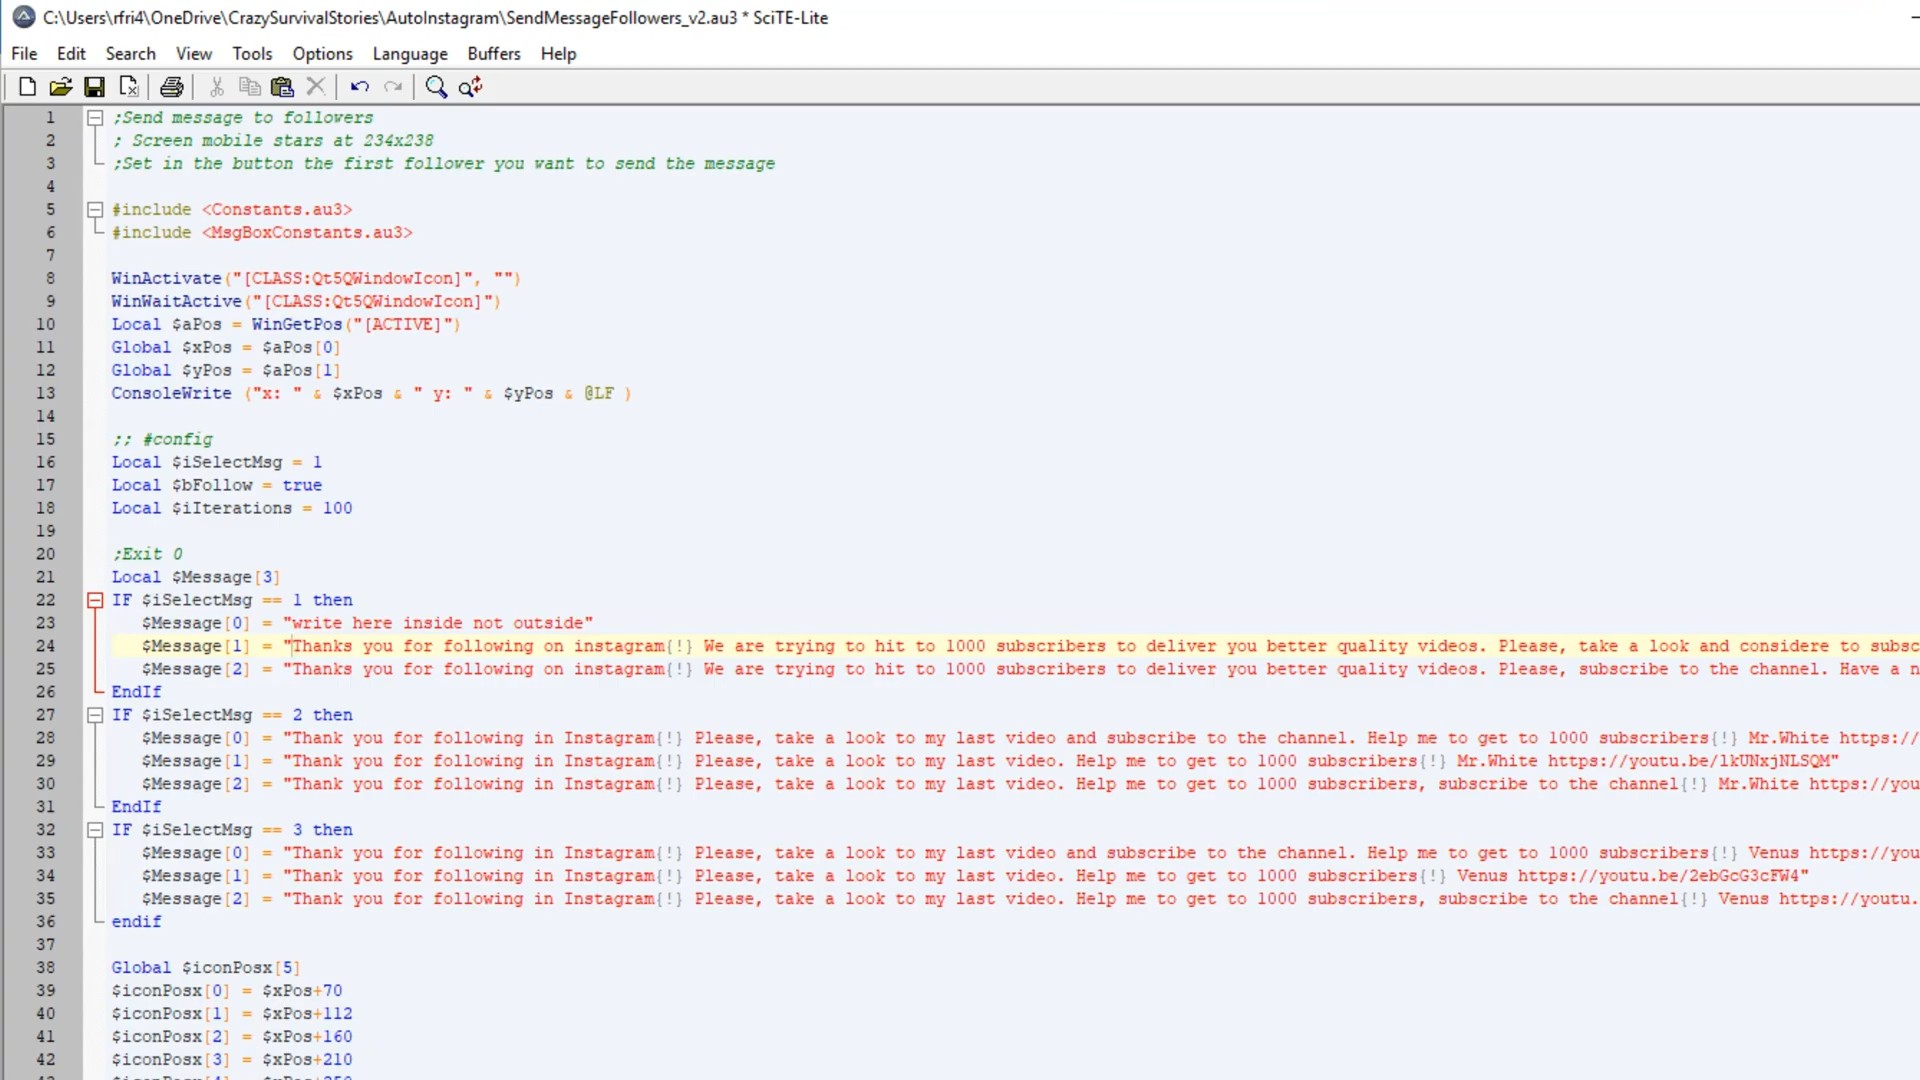 C:\Users\rfri4\OneDrive\CrazySurvivalStories\AutoInstagram\SendMessageFollowers_v2.au3 * SciTE-Lite
File Edit Search View Tools Options Language Buffers Help
1 ;Send message to followers
2 ; Screen mobile stars at 234x238
3 ;Set in the button the first follower you want to send the message
4
5 #include <Constants.au3>
6 #include <MsgBoxConstants.au3>
7
8 WinActivate("[CLASS:Qt5QWindowIcon]", "")
9 WinWaitActive("[CLASS:Qt5QWindowIcon]")
10 Local $aPos = WinGetPos("[ACTIVE]")
11 Global $xPos = $aPos[0]
12 Global $yPos = $aPos[1]
13 ConsoleWrite ("x: " & $xPos & " y: " & $yPos & @LF )
14
15 ;; #config
16 Local $iSelectMsg = 1
17 Local $bFollow = true
18 Local $iIterations = 100
19
20 ;Exit 0
21 Local $Message[3]
22 IF $iSelectMsg == 1 then
23 $Message[0] = "write here inside not outside"
24 $Message[1] = "Thanks you for following on instagram{!} We are trying to hit to 1000 subscribers to deliver you better quality videos. Please, take a look and considere to subsc
25 $Message[2] = "Thanks you for following on instagram{!} We are trying to hit to 1000 subscribers to deliver you better quality videos. Please, subscribe to the channel. Have a n
26 EndIf
27 IF $iSelectMsg == 2 then
28 $Message[0] = "Thank you for following in Instagram{!} Please, take a look to my last video and subscribe to the channel. Help me to get to 1000 subscribers{!} Mr.White https://
29 $Message[1] = "Thank you for following in Instagram{!} Please, take a look to my last video. Help me to get to 1000 subscribers{!} Mr.White https://youtu.be/lkUNxjNLSQM"
30 $Message[2] = "Thank you for following in Instagram{!} Please, take a look to my last video. Help me to get to 1000 subscribers, subscribe to the channel{!} Mr.White https://you
31 EndIf
32 IF $iSelectMsg == 3 then
33 $Message[0] = "Thank you for following in Instagram{!} Please, take a look to my last video and subscribe to the channel. Help me to get to 1000 subscribers{!} Venus https://you
34 $Message[1] = "Thank you for following in Instagram{!} Please, take a look to my last video. Help me to get to 1000 subscribers{!} Venus https://youtu.be/2ebGcG3cFW4"
35 $Message[2] = "Thank you for following in Instagram{!} Please, take a look to my last video. Help me to get to 1000 subscribers, subscribe to the channel{!} Venus https://youtu.
36 endif
37
38 Global $iconPosx[5]
39 $iconPosx[0] = $xPos+70
40 $iconPosx[1] = $xPos+112
41 $iconPosx[2] = $xPos+160
42 $iconPosx[3] = $xPos+210